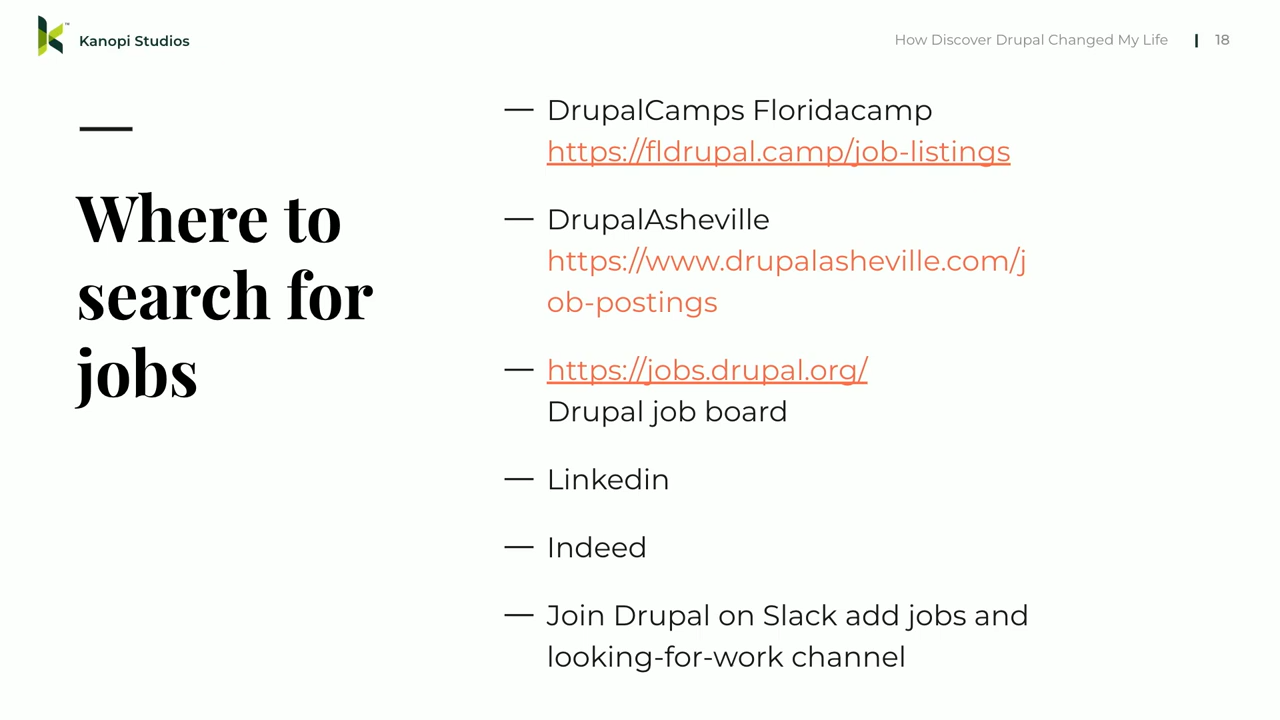 Kanopi Studios
How Discover Drupal Changed My Life | 18
Where to
search for
jobs
— DrupalCamps Floridacamp
https://fldrupal.camp/job-listings
— DrupalAsheville
https://www.drupalasheville.com/j
ob-postings
— https://jobs.drupal.org/
Drupal job board
— Linkedin
— Indeed
— Join Drupal on Slack add jobs and
looking-for-work channel